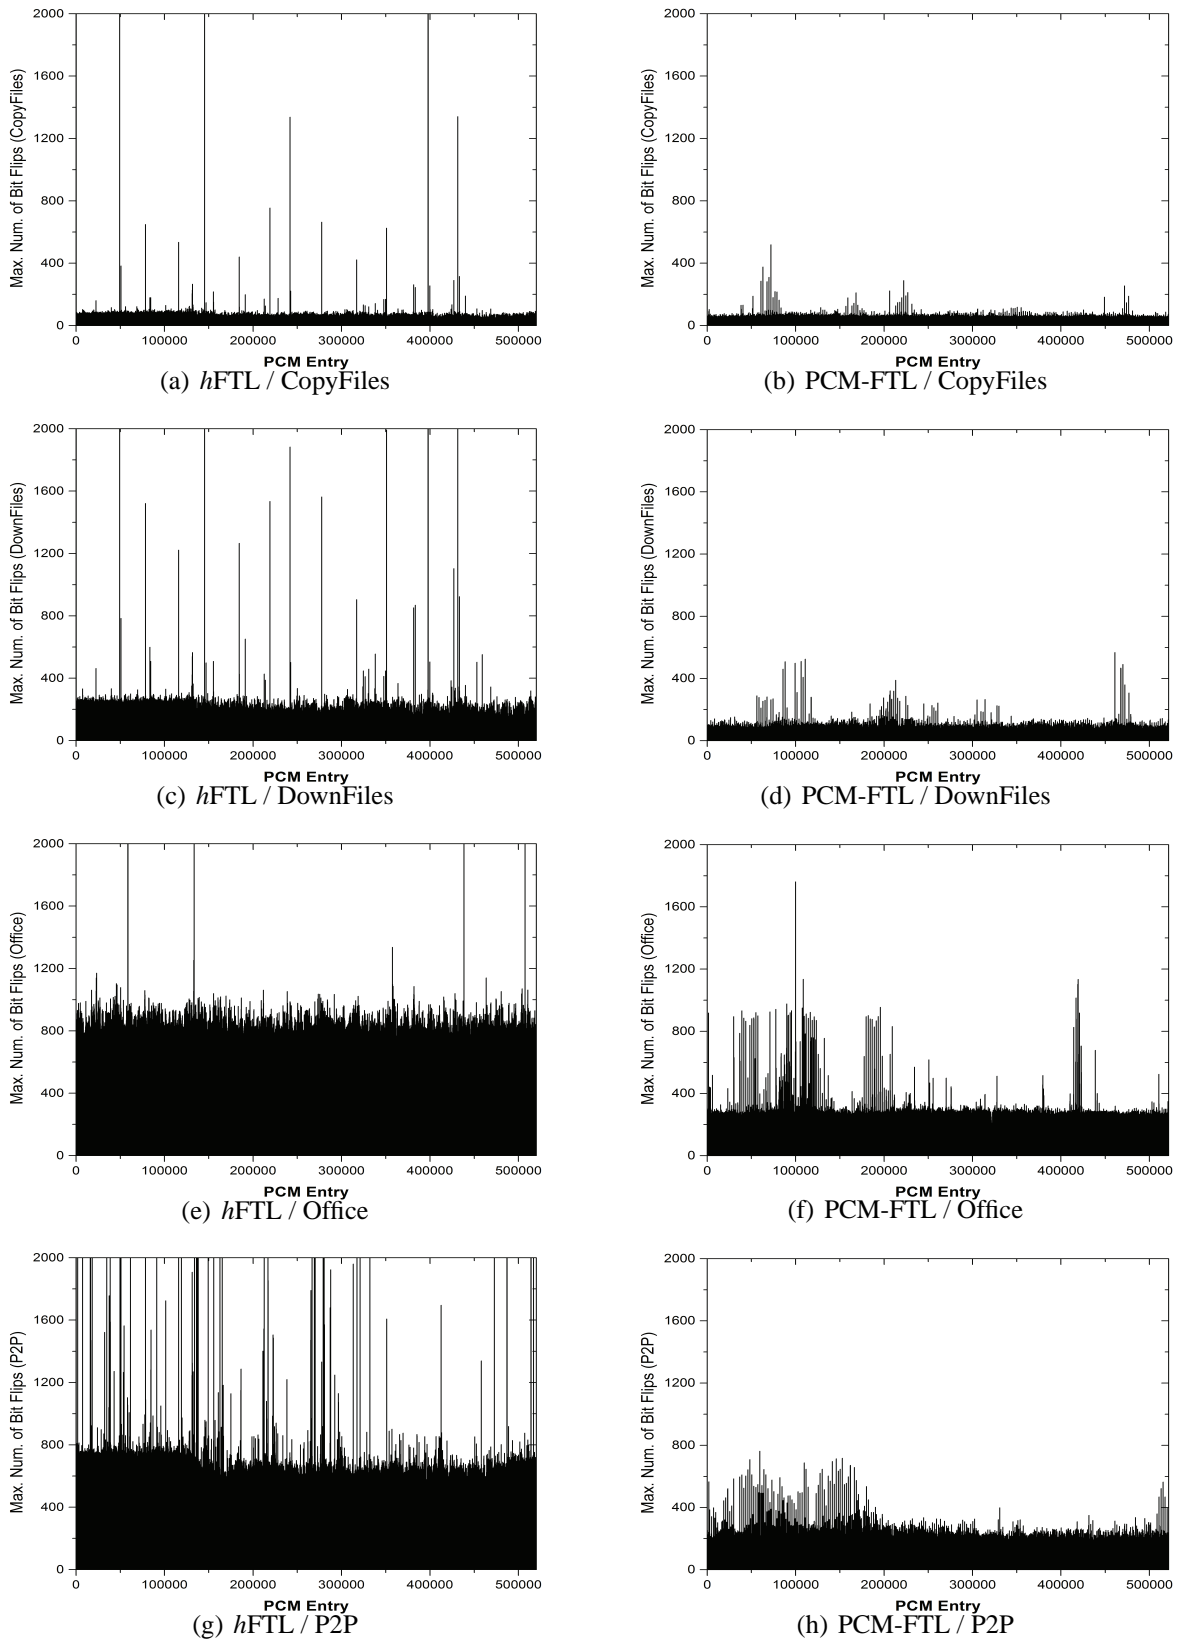 2000
1600
1200
800
400
0
Max. Num. of Bit Flips (CopyFiles)
0 100000 200000 300000 400000 500000
PCM Entry
(a) hFTL / CopyFiles
2000
1600
1200
800
400
0
Max. Num. of Bit Flips (CopyFiles)
0 100000 200000 300000 400000 500000
PCM Entry
(b) PCM-FTL / CopyFiles
2000
1600
1200
800
400
0
Max. Num. of Bit Flips (DownFiles)
0 100000 200000 300000 400000 500000
PCM Entry
(c) hFTL / DownFiles
2000
1600
1200
800
400
0
Max. Num. of Bit Flips (DownFiles)
0 100000 200000 300000 400000 500000
PCM Entry
(d) PCM-FTL / DownFiles
2000
1600
1200
800
400
0
Max. Num. of Bit Flips (Office)
0 100000 200000 300000 400000 500000
PCM Entry
(e) hFTL / Office
2000
1600
1200
800
400
0
Max. Num. of Bit Flips (Office)
0 100000 200000 300000 400000 500000
PCM Entry
(f) PCM-FTL / Office
2000
1600
1200
800
400
0
Max. Num. of Bit Flips (P2P)
0 100000 200000 300000 400000 500000
PCM Entry
(g) hFTL / P2P
2000
1600
1200
800
400
0
Max. Num. of Bit Flips (P2P)
0 100000 200000 300000 400000 500000
PCM Entry
(h) PCM-FTL / P2P